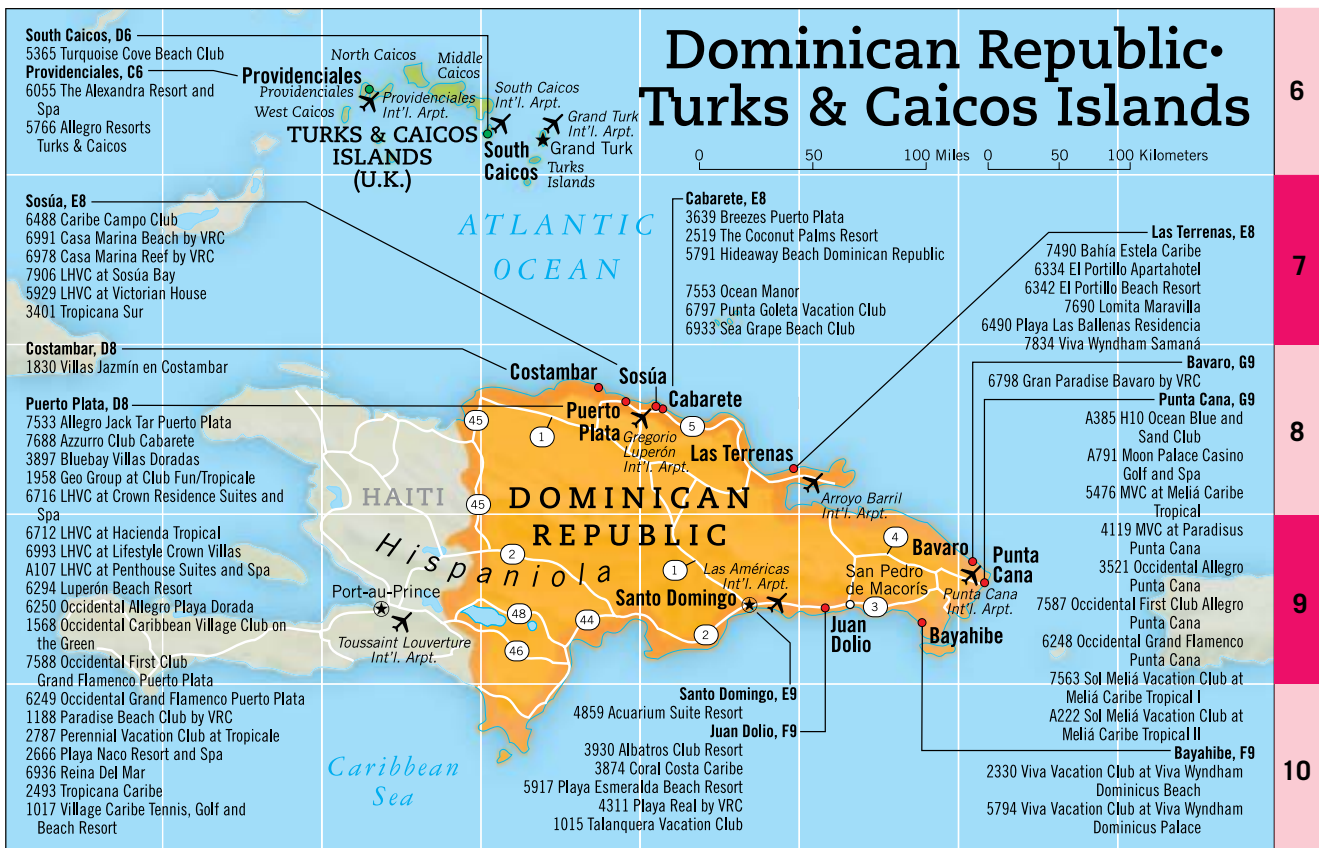 Dominican Republic•
Turks & Caicos Islands
South Caicos, D6
5365 Turquoise Cove Beach Club
Providenciales, C6
6055 The Alexandra Resort and
Spa
5766 Allegro Resorts
Turks & Caicos
North Caicos
Middle
Caicos
Providenciales
Providenciales
West Caicos
Providenciales
Int'l. Arpt.
South Caicos
Int'l. Arpt.
Grand Turk
Int'l. Arpt.
Grand Turk
TURKS & CAICOS
ISLANDS
(U.K.)
South
Caicos
Turks
Islands
0 50 100 Miles
0 50 100 Kilometers
6
7
8
9
10
ATLANTIC
OCEAN
Sosúa, E8
6488 Caribe Campo Club
6991 Casa Marina Beach by VRC
6978 Casa Marina Reef by VRC
7906 LHVC at Sosúa Bay
5929 LHVC at Victorian House
3401 Tropicana Sur
Cabarete, E8
3639 Breezes Puerto Plata
2519 The Coconut Palms Resort
5791 Hideaway Beach Dominican Republic
7553 Ocean Manor
6797 Punta Goleta Vacation Club
6933 Sea Grape Beach Club
Las Terrenas, E8
7490 Bahía Estela Caribe
6334 El Portillo Apartahotel
6342 El Portillo Beach Resort
7690 Lomita Maravilla
6490 Playa Las Ballenas Residencia
7834 Viva Wyndham Samaná
Costambar, D8
1830 Villas Jazmín en Costambar
Puerto Plata, D8
7533 Allegro Jack Tar Puerto Plata
7688 Azzurro Club Cabarete
3897 Bluebay Villas Doradas
1958 Geo Group at Club Fun/Tropicale
6716 LHVC at Crown Residence Suites and
Spa
6712 LHVC at Hacienda Tropical
6993 LHVC at Lifestyle Crown Villas
A107 LHVC at Penthouse Suites and Spa
6294 Luperón Beach Resort
6250 Occidental Allegro Playa Dorada
1568 Occidental Caribbean Village Club on
the Green
7588 Occidental First Club
Grand Flamenco Puerto Plata
6249 Occidental Grand Flamenco Puerto Plata
1188 Paradise Beach Club by VRC
2787 Perennial Vacation Club at Tropicale
2666 Playa Naco Resort and Spa
6936 Reina Del Mar
2493 Tropicana Caribe
1017 Village Caribe Tennis, Golf and
Beach Resort
Bavaro, G9
6798 Gran Paradise Bavaro by VRC
Punta Cana, G9
A385 H10 Ocean Blue and
Sand Club
A791 Moon Palace Casino
Golf and Spa
5476 MVC at Meliá Caribe
Tropical
4119 MVC at Paradisus
Punta Cana
3521 Occidental Allegro
Punta Cana
7587 Occidental First Club Allegro
Punta Cana
6248 Occidental Grand Flamenco
Punta Cana
7563 Sol Meliá Vacation Club at
Meliá Caribe Tropical I
A222 Sol Meliá Vacation Club at
Meliá Caribe Tropical II
Bayahibe, F9
2330 Viva Vacation Club at Viva Wyndham
Dominicus Beach
5794 Viva Vacation Club at Viva Wyndham
Dominicus Palace
Costambar
Sosúa
Cabarete
Puerto
Plata
Gregorio
Luperón
Int'l. Arpt.
Las Terrenas
Arroyo Barril
Int'l. Arpt.
45
1
5
45
HAITI
DOMINICAN
REPUBLIC
Hispaniola
2
1
4
Bavaro
Punta
Cana
Punta Cana
Int'l. Arpt.
Las Américas
Int'l. Arpt.
San Pedro
de Macorís
Port-au-Prince
Santo Domingo
3
48
44
2
46
Toussaint Louverture
Int'l. Arpt.
Juan
Dolio
Bayahibe
Santo Domingo, E9
4859 Acuarium Suite Resort
Juan Dolio, F9
3930 Albatros Club Resort
3874 Coral Costa Caribe
5917 Playa Esmeralda Beach Resort
4311 Playa Real by VRC
1015 Talanquera Vacation Club
Caribbean
Sea